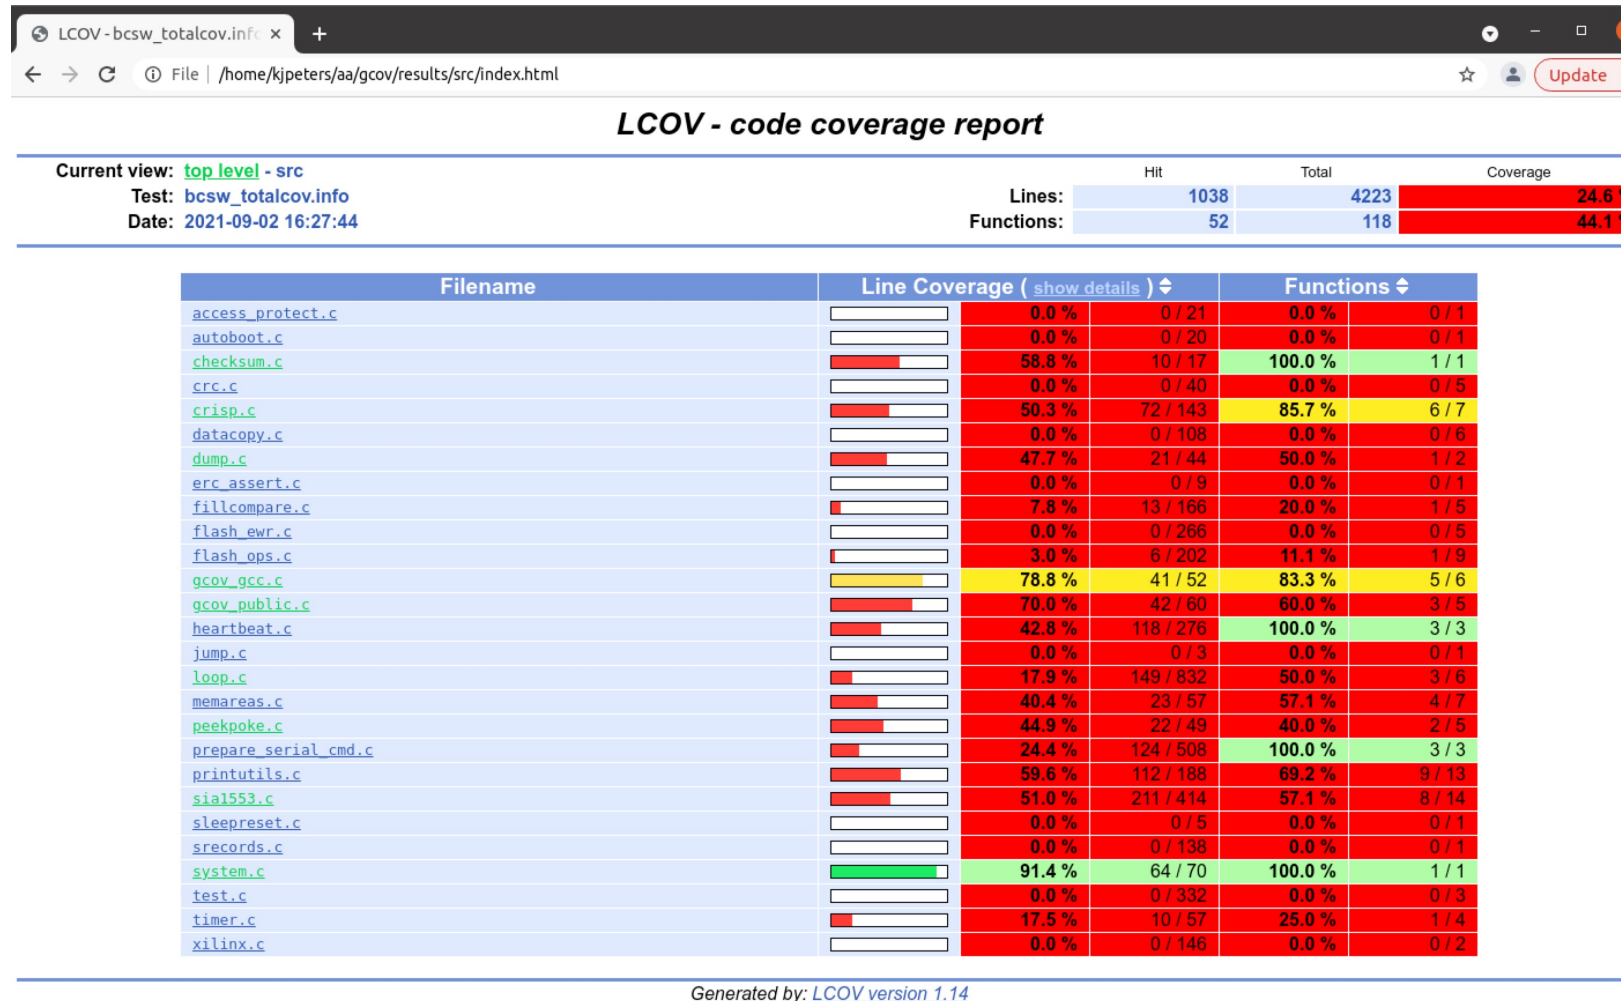 LCOV - bcsw_totalcov.info
File | /home/kjpeters/aa/gcov/results/src/index.html
Update
LCOV - code coverage report
Current view: top level - src
Hit Total Coverage
Test: bcsw_totalcov.info
Lines: 1038 4223 24.6
Date: 2021-09-02 16:27:44
Functions: 52 118 44.1
Filename Line Coverage ( show details ) Functions
access_protect.c 0.0 % 0 / 21 0.0 % 0 / 1
autoboot.c 0.0 % 0 / 20 0.0 % 0 / 1
checksum.c 58.8 % 10 / 17 100.0 % 1 / 1
crc.c 0.0 % 0 / 40 0.0 % 0 / 5
crisp.c 50.3 % 72 / 143 85.7 % 6 / 7
datacopy.c 0.0 % 0 / 108 0.0 % 0 / 6
dump.c 47.7 % 21 / 44 50.0 % 1 / 2
erc_assert.c 0.0 % 0 / 9 0.0 % 0 / 1
fillcompare.c 7.8 % 13 / 166 20.0 % 1 / 5
flash_ewr.c 0.0 % 0 / 266 0.0 % 0 / 5
flash_ops.c 3.0 % 6 / 202 11.1 % 1 / 9
gcov_gcc.c 78.8 % 41 / 52 83.3 % 5 / 6
gcov_public.c 70.0 % 42 / 60 60.0 % 3 / 5
heartbeat.c 42.8 % 118 / 276 100.0 % 3 / 3
jump.c 0.0 % 0 / 3 0.0 % 0 / 1
loop.c 17.9 % 149 / 832 50.0 % 3 / 6
memareas.c 40.4 % 23 / 57 57.1 % 4 / 7
peekpoke.c 44.9 % 22 / 49 40.0 % 2 / 5
prepare_serial_cmd.c 24.4 % 124 / 508 100.0 % 3 / 3
printutils.c 59.6 % 112 / 188 69.2 % 9 / 13
sia1553.c 51.0 % 211 / 414 57.1 % 8 / 14
sleepreset.c 0.0 % 0 / 5 0.0 % 0 / 1
srecords.c 0.0 % 0 / 138 0.0 % 0 / 1
system.c 91.4 % 64 / 70 100.0 % 1 / 1
test.c 0.0 % 0 / 332 0.0 % 0 / 3
timer.c 17.5 % 10 / 57 25.0 % 1 / 4
xilinx.c 0.0 % 0 / 146 0.0 % 0 / 2
Generated by: LCOV version 1.14